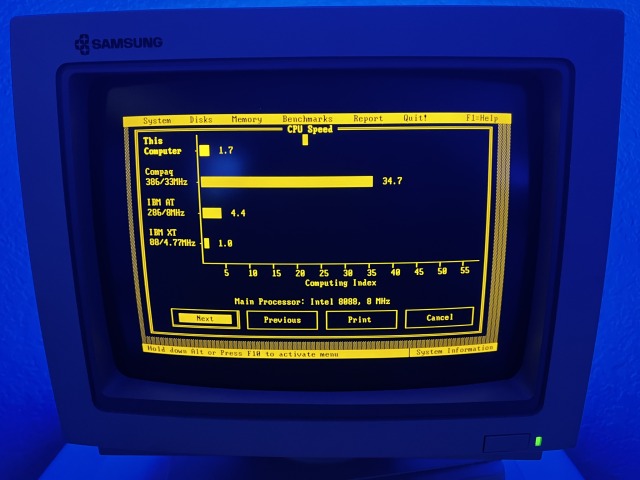 SAMSUNG
System Disks Memory Benchmarks Report Quit! F1=Help
CPU Speed
This
Computer 1.7
Compaq
386/33MHz 34.7
IBM AT
286/8MHz 4.4
IBM XT
88/4.77MHz 1.0
5 10 15 20 25 30 35 40 45 50 55
Computing Index
Main Processor: Intel 8088, 8 MHz
Next Previous Print Cancel
Hold down Alt or Press F10 to activate menu System Information